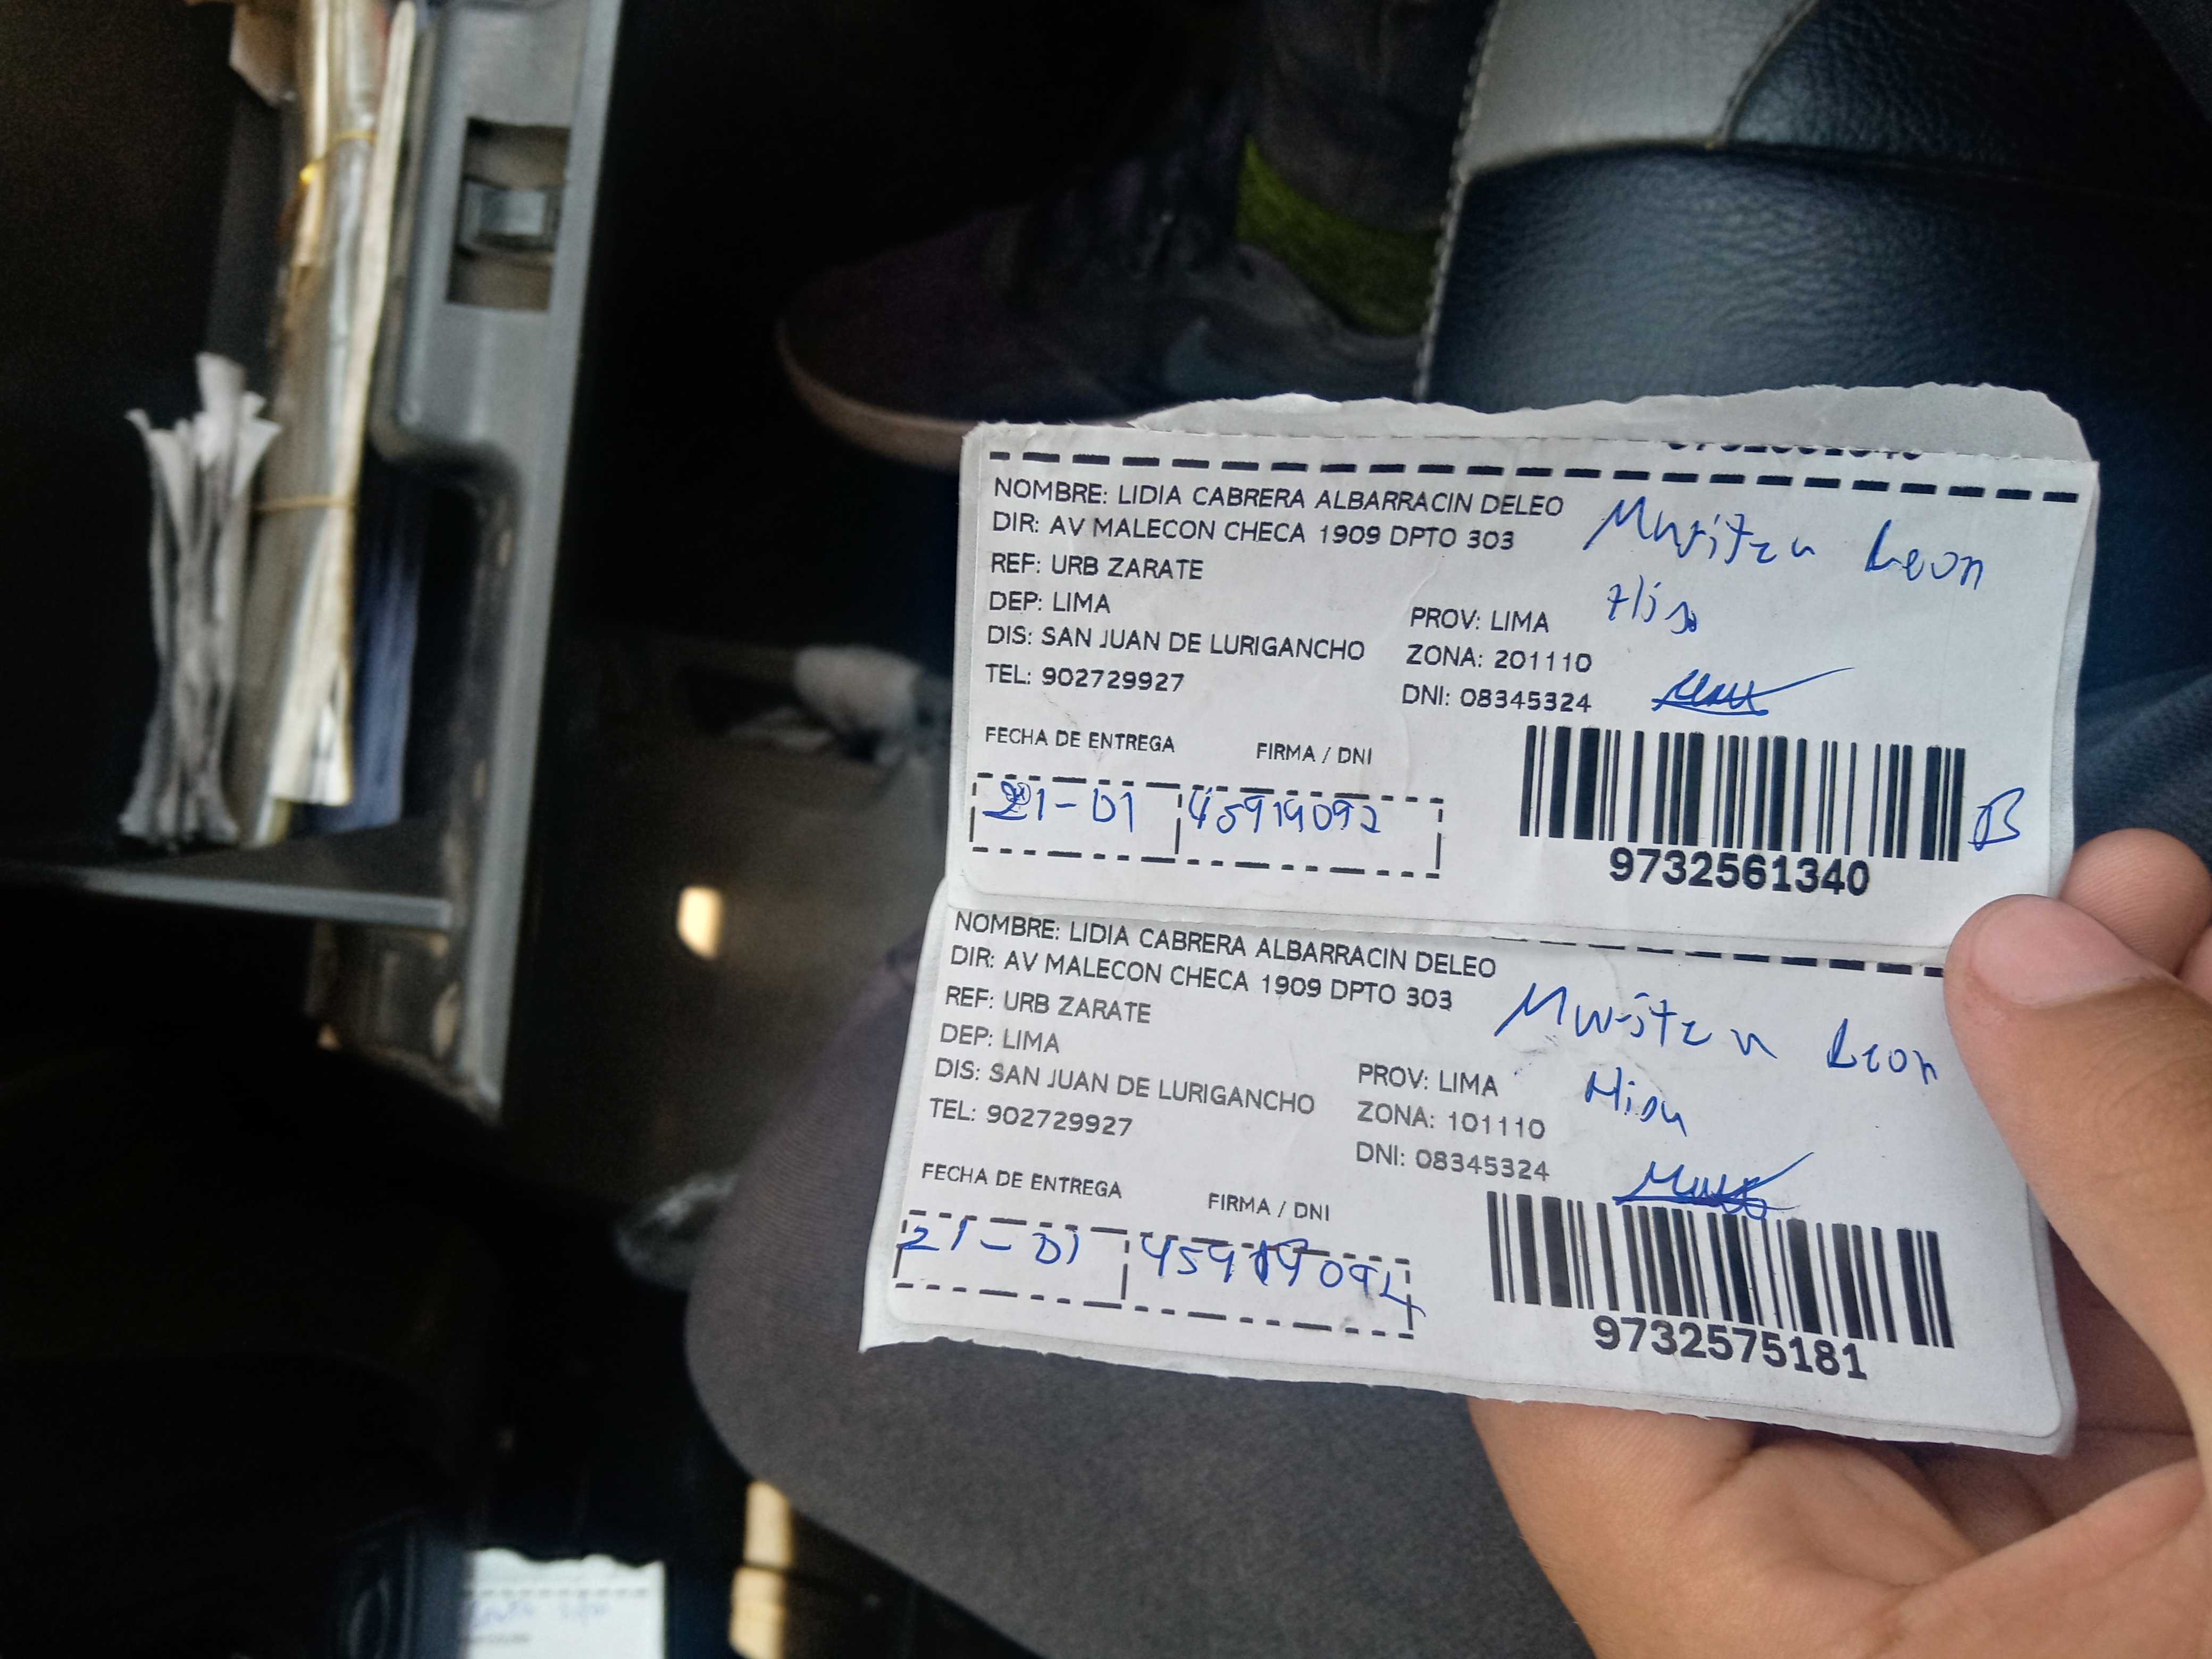 NOMBRE: LIDIA CABRERA ALBARRACIN DELEO
DIR: AV MALECON CHECA 1909 DPTO 303
REF: URB ZARATE
DEP: LIMA
PROV: LIMA
DIS: SAN JUAN DE LURIGANCHO
ZONA: 201110
TEL: 902729927
DNI: 08345324
Leon
FECHA DE ENTREGA
FIRMA / DNI
21-01
45914092
9732561340
B
NOMBRE: LIDIA CABRERA ALBARRACIN DELEO
DIR: AV MALECON CHECA 1909 DPTO 303
REF: URB ZARATE
DEP: LIMA
PROV: LIMA
DIS: SAN JUAN DE LURIGANCHO
ZONA: 101110
TEL: 902729927
DNI: 08345324
Leon
FECHA DE ENTREGA
FIRMA / DNI
21-01
9732575181